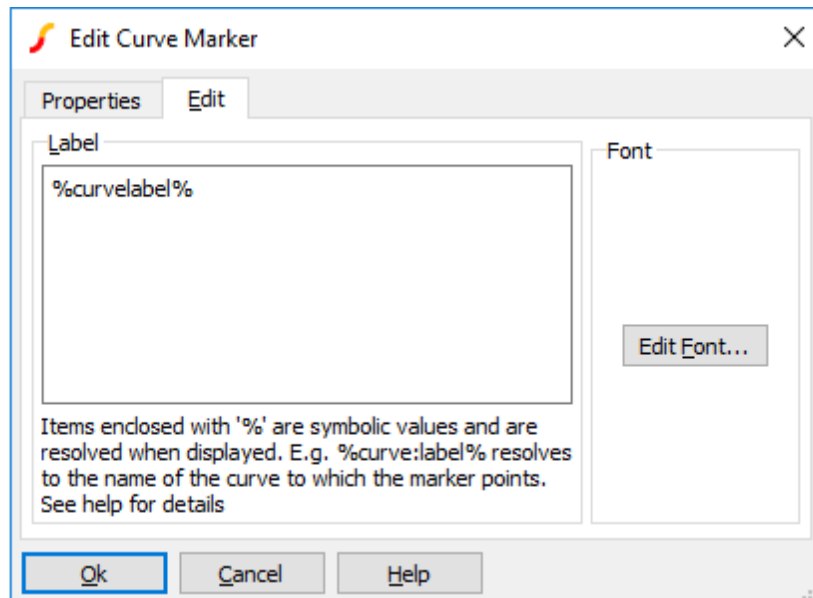 Edit Curve Marker
Properties Edit
Label
Font
%curvelabel%
Edit Font...
Items enclosed with '%' are symbolic values and are
resolved when displayed. E.g. %curve:label% resolves
to the name of the curve to which the marker points.
See help for details
Ok Cancel Help